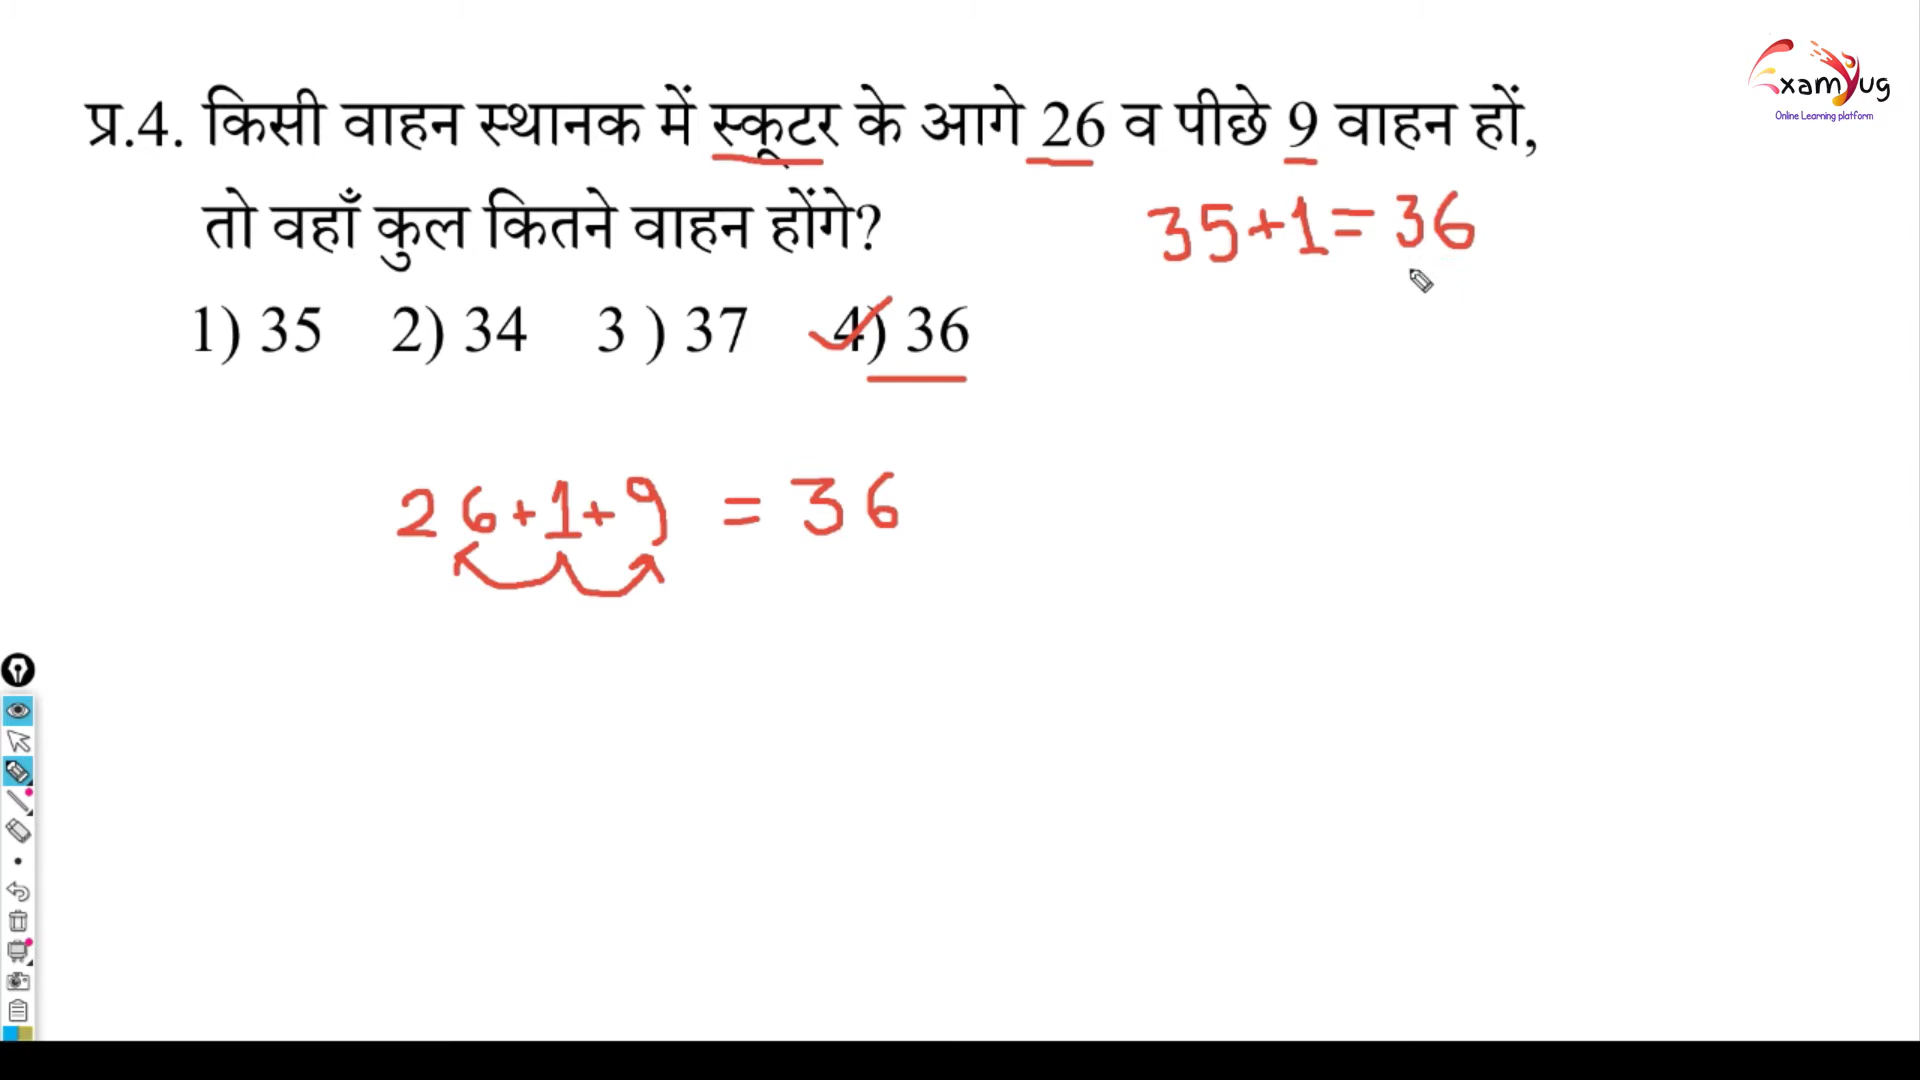 ExamYug
Online Learning platform
प्र.4. किसी वाहन स्थानक में स्कूटर के आगे 26 व पीछे 9 वाहन हों,
तो वहाँ कुल कितने वाहन होंगे?
35+1=36
1) 35 2) 34 3 ) 37 4) 36
26+1+9 = 36